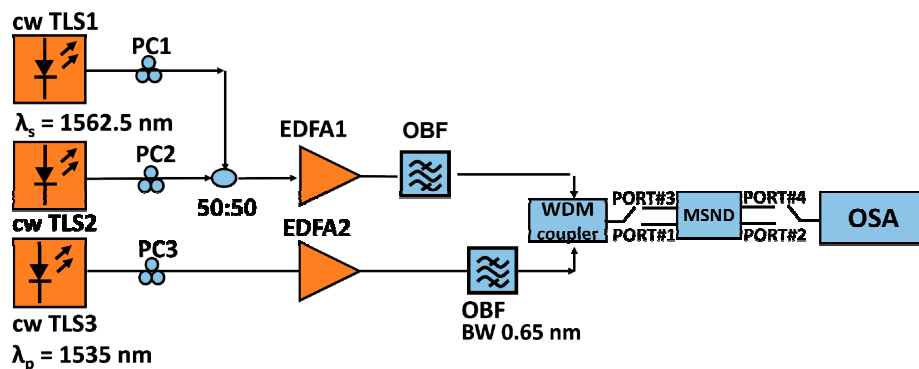 cw TLS1
PC1
λs = 1562.5 nm
EDFA1
OBF
PC2
50:50
cw TLS2
EDFA2
WDM
coupler
PORT#3
PORT#1
MSND
PORT#4
PORT#2
OSA
PC3
OBF
BW 0.65 nm
cw TLS3
λp = 1535 nm